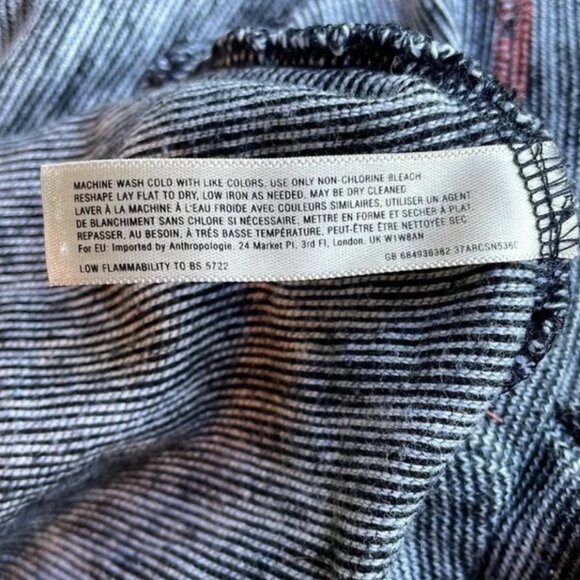 MACHINE WASH COLD WITH LIKE COLORS. USE ONLY NON-CHLORINE BLEACH
RESHAPE LAY FLAT TO DRY, LOW IRON AS NEEDED. MAY BE DRY CLEANED
LAVER À LA MACHINE À L'EAU FROIDE AVEC COULEURS SIMILAIRES, UTILISER UN AGENT
DE BLANCHIMENT SANS CHLORE SI NÉCESSAIRE, METTRE EN FORME ET SÉCHER À PLAT.
REPASSER, AU BESOIN, À TRÈS BASSE TEMPÉRATURE, PEUT-ÊTRE ÊTRE NETTOYÉE SEC
For EU: Imported by Anthropologie, 24 Market Pl, 3rd Fl, London, UK W1W8AN
GB 684936382 37ARCSN536
LOW FLAMMABILITY TO BS 5722